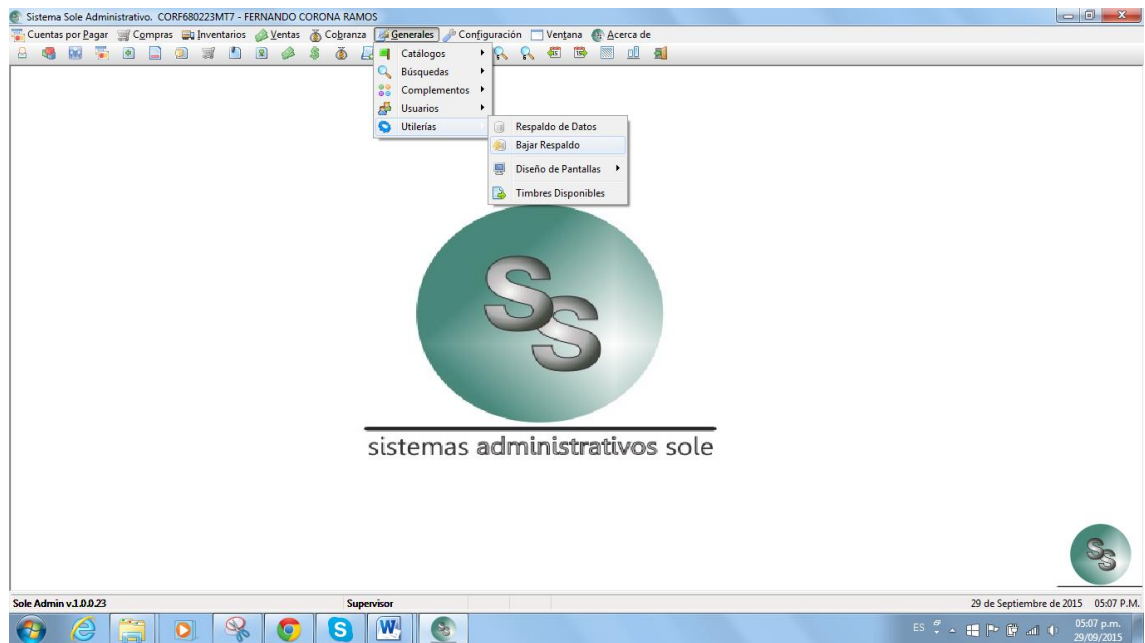 Sistema Sole Administrativo. CORF680223MT7 - FERNANDO CORONA RAMOS
Cuentas por Pagar Compras Inventarios Ventas Cobranza Generales Configuración Ventana Acerca de
Catálogos
Búsquedas
Complementos
Usuarios
Utilerías
Respaldo de Datos
Bajar Respaldo
Diseño de Pantallas
Timbres Disponibles
SS
sistemas administrativos sole
SS
Sole Admin v.1.0.0.23 Supervisor 29 de Septiembre de 2015 05:07 P.M.
ES 05:07 p.m.
29/09/2015